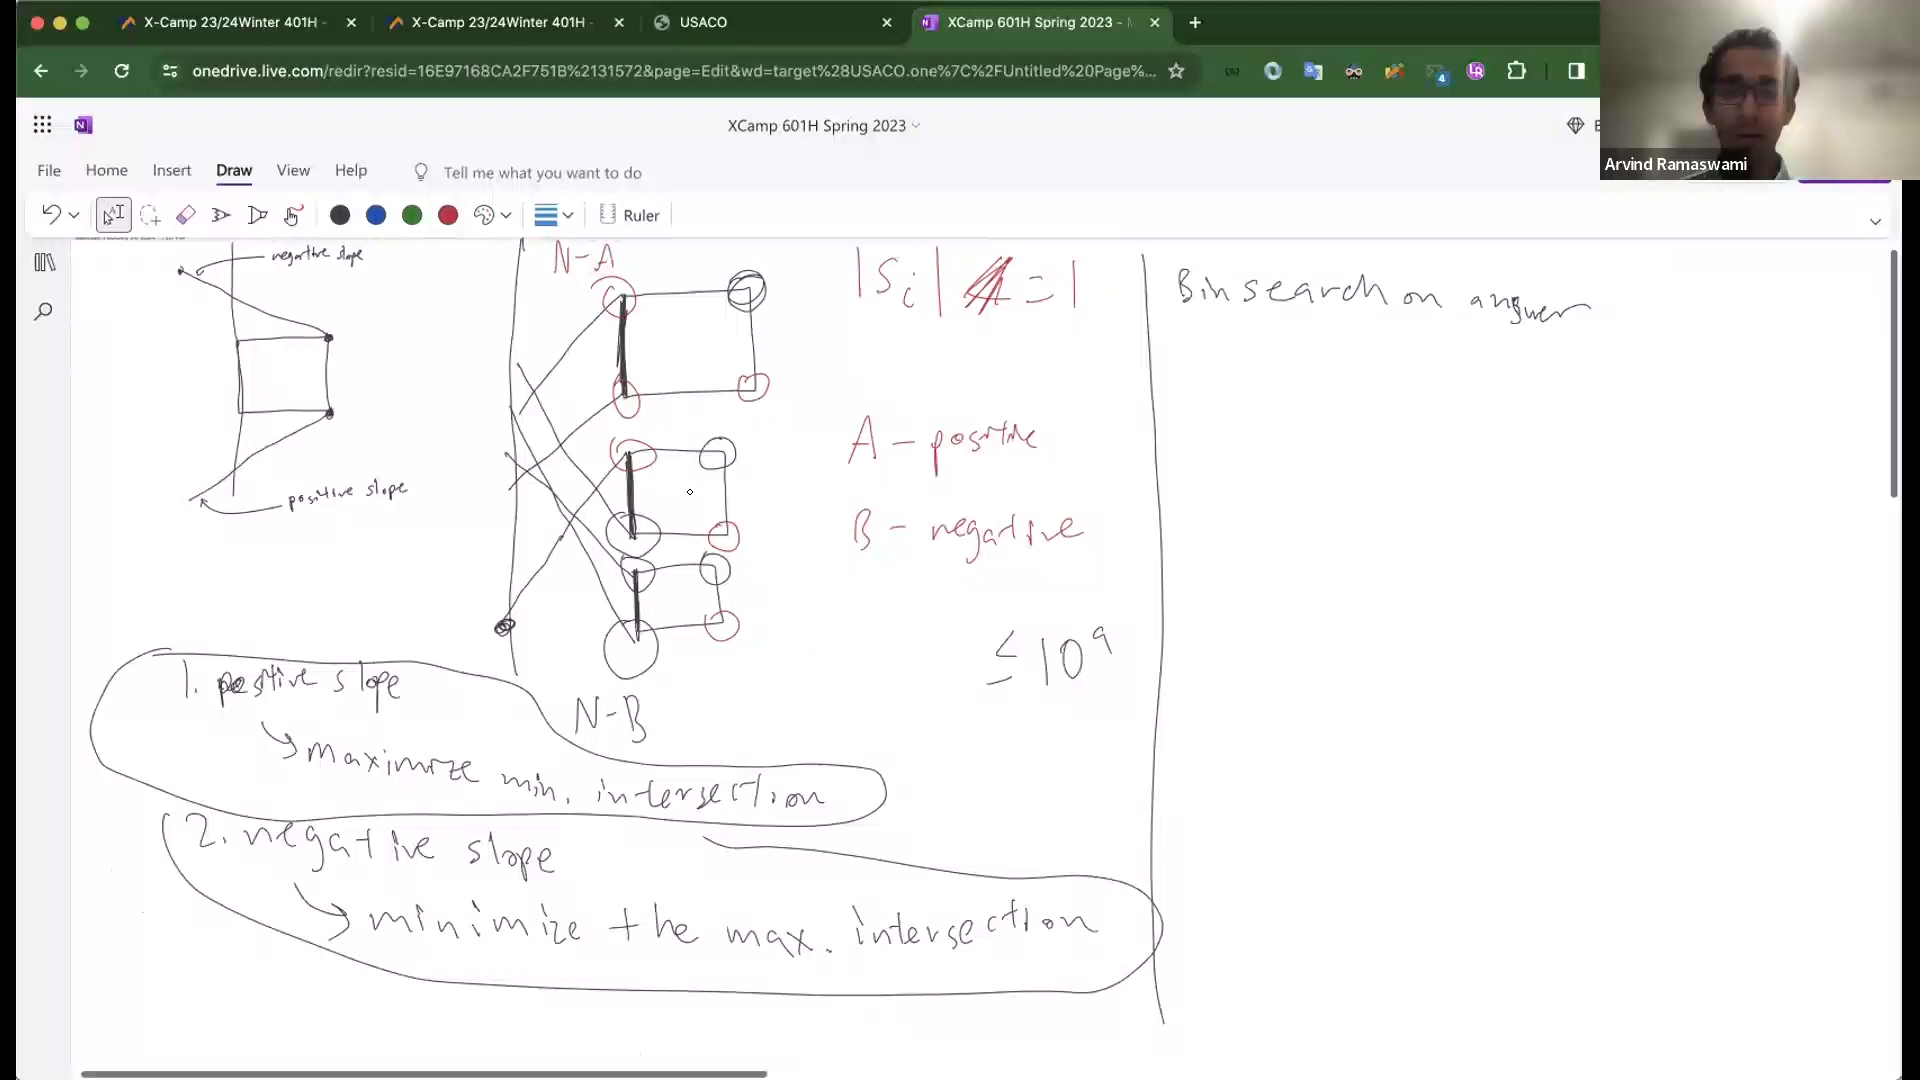 X-Camp 23/24Winter 401H -
X-Camp 23/24Winter 401H -
USACO
XCamp 601H Spring 2023 -
onedrive.live.com/redir?resid=16E97168CA2F751B%2131572&page=Edit&wd=target%28USACO.one%7C%2FUntitled%20Page%...
XCamp 601H Spring 2023
Arvind Ramaswami
File Home Insert Draw View Help Tell me what you want to do
Ruler
negative slope
N-A
|Si| = 1
Bin search on answer
A - positive
positive slope
B - negative
≤ 10^9
1. positive slope
N-B
maximize min. intersection
2. negative slope
minimize the max. intersection